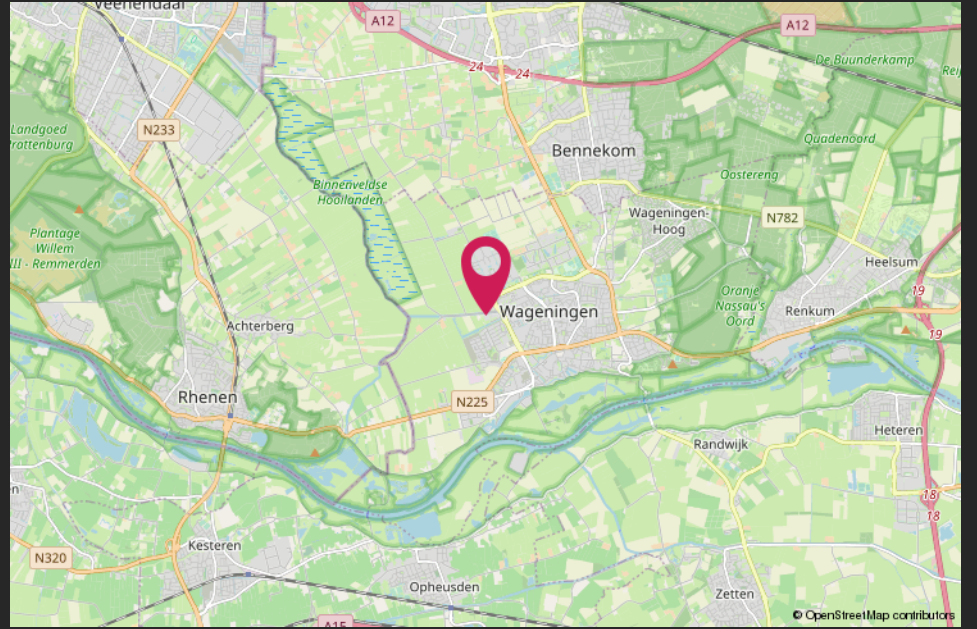 Veenendaal
A12
A12
24
24
De Buunderkamp
Landgoed
N233
Quadenoord
Bennekom
Oostereng
Binnenveldse
Hooilanden
Wageningen-
Hoog
N782
Plantage
Willem
III - Remmerden
Heelsum
Oranje
Nassau's
Oord
19
Wageningen
Renkum
Achterberg
19
Rhenen
N225
Heteren
Randwijk
18
18
Kesteren
N320
Opheusden
Zetten
A15
© OpenStreetMap contributors